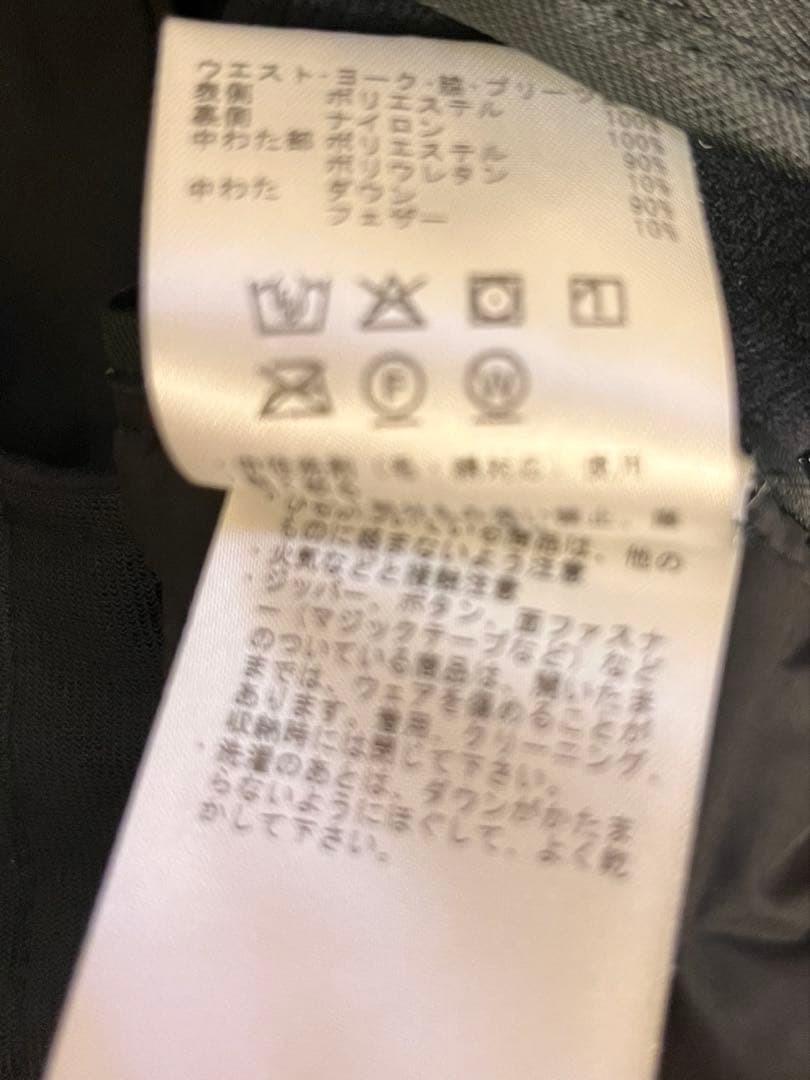 ウエスト・ヨーク・脇・プリーツ
表側 ポリエステル 100%
裏側 ナイロン 100%
中わた部 ポリエステル 90%
ポリウレタン 10%
中わた ダウン 90%
フェザー 10%
F W
ものに絡まないよう注意
・火気などと接触注意
・ジッパー、ボタン、面ファスナ
ー（マジックテープなど）など
のついている商品は、開いたま
までは、ウェアを傷めることが
あります。着用、クリーニング、
収納時には閉じて下さい。
・洗濯のあとは、ダウンがかたま
らないようにほぐして、よく乾
かして下さい。